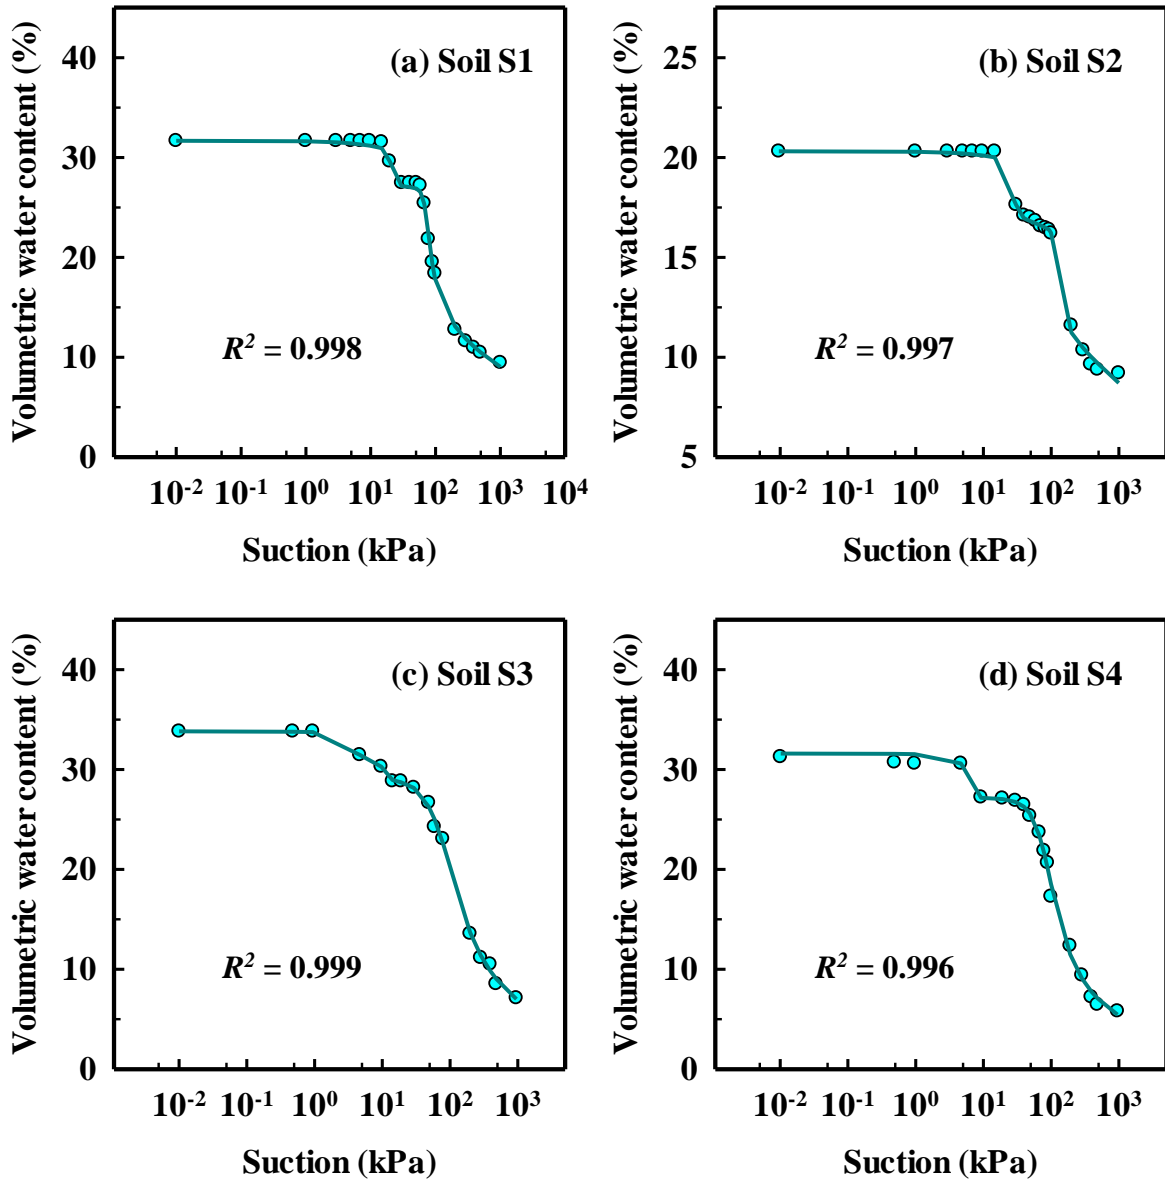 Volumetric water content (%)
40
30
20
10
0
(a) Soil S1
R² = 0.998
10⁻² 10⁻¹ 10⁰ 10¹ 10² 10³ 10⁴
Suction (kPa)
Volumetric water content (%)
25
20
15
10
5
(b) Soil S2
R² = 0.997
10⁻² 10⁻¹ 10⁰ 10¹ 10² 10³
Suction (kPa)
Volumetric water content (%)
40
30
20
10
0
(c) Soil S3
R² = 0.999
10⁻² 10⁻¹ 10⁰ 10¹ 10² 10³
Suction (kPa)
Volumetric water content (%)
40
30
20
10
0
(d) Soil S4
R² = 0.996
10⁻² 10⁻¹ 10⁰ 10¹ 10² 10³
Suction (kPa)